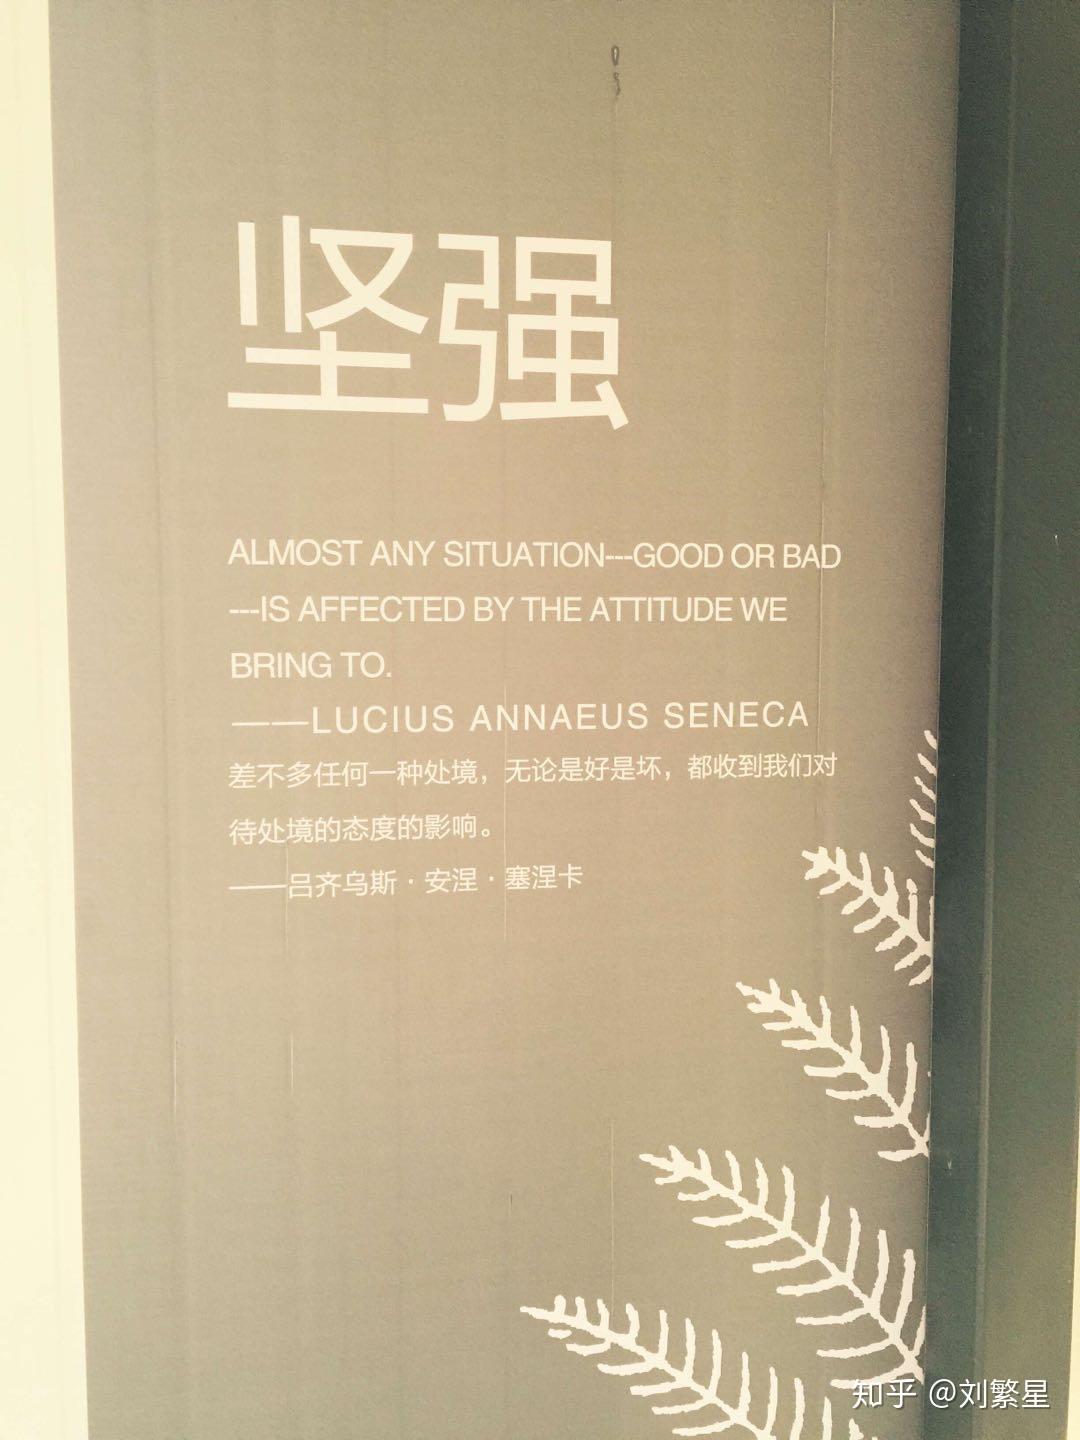 坚强
ALMOST ANY SITUATION---GOOD OR BAD
---IS AFFECTED BY THE ATTITUDE WE
BRING TO.
——LUCIUS ANNAEUS SENECA
差不多任何一种处境，无论是好是坏，都收到我们对
待处境的态度的影响。
——吕齐乌斯·安涅·塞涅卡
知乎 @刘繁星